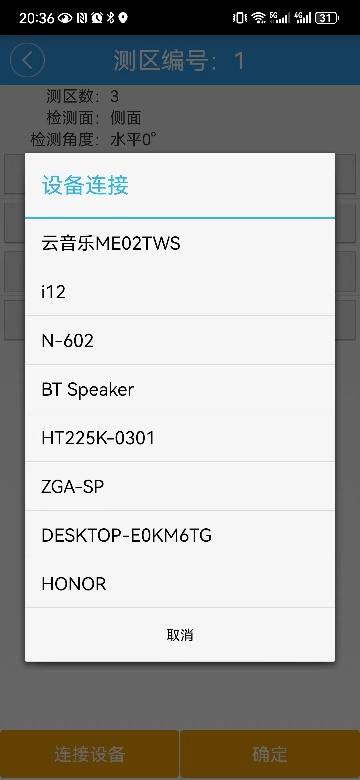 20:36 5G 4G 31
测区编号：1
测区数：3
检测面：侧面
检测角度：水平0°
设备连接
云音乐ME02TWS
i12
N-602
BT Speaker
HT225K-0301
ZGA-SP
DESKTOP-E0KM6TG
HONOR
取消
连接设备 确定